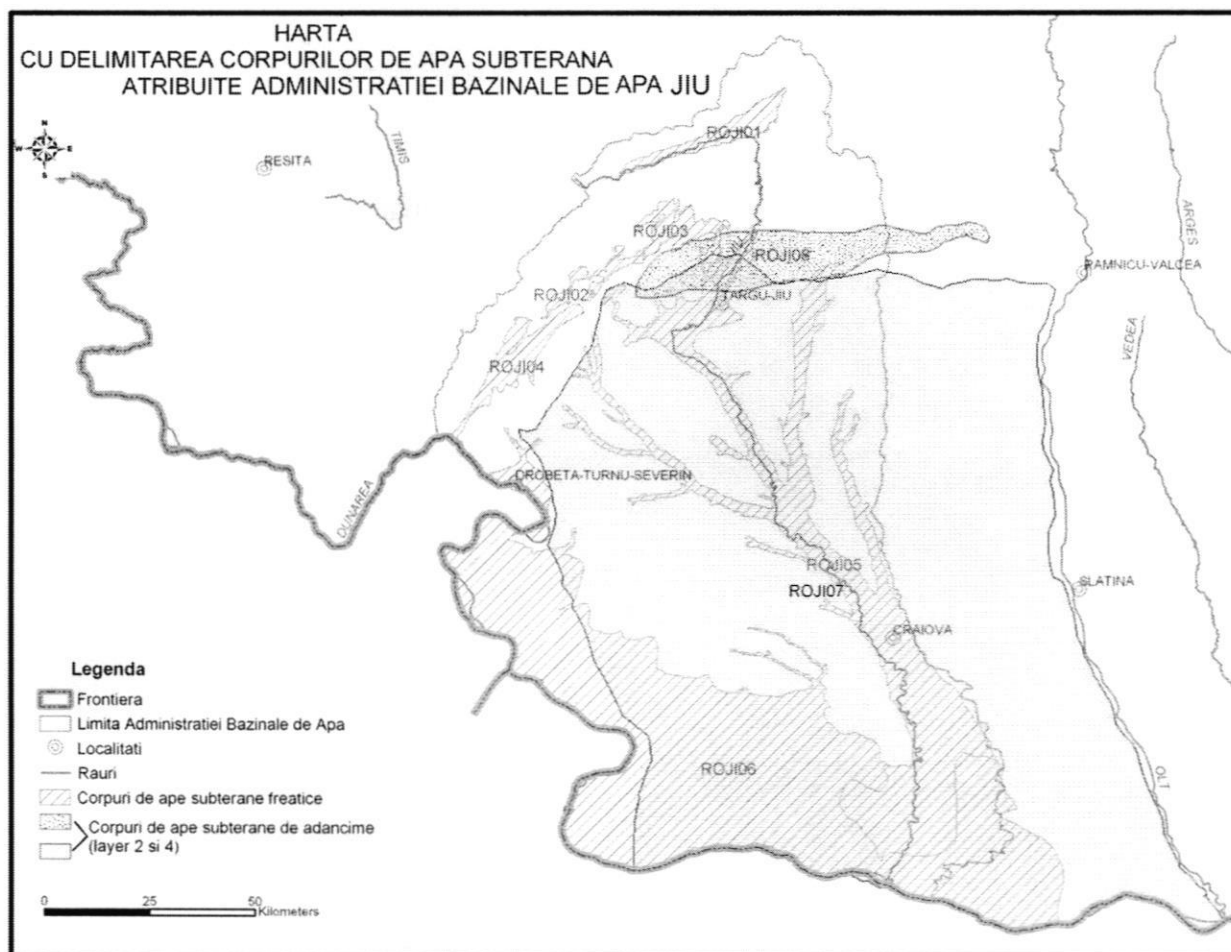 HARTA
CU DELIMITAREA CORPURILOR DE APA SUBTERANA
ATRIBUITE ADMINISTRATIEI BAZINALE DE APA JIU
N
W E
S
RESITA
TIMIS
ROJI01
ROJI03
ROJI08
ARGES
RAMNICU-VALCEA
ROJI02
TARGU-JIU
VEDEA
ROJI04
DROBETA-TURNU-SEVERIN
DUNAREA
ROJI05
ROJI07
SLATINA
CRAIOVA
Legenda
Frontiera
Limita Administratiei Bazinale de Apa
Localitati
Rauri
Corpuri de ape subterane freatice
Corpuri de ape subterane de adancime
(layer 2 si 4)
ROJI06
OLT
0 25 50
Kilometers